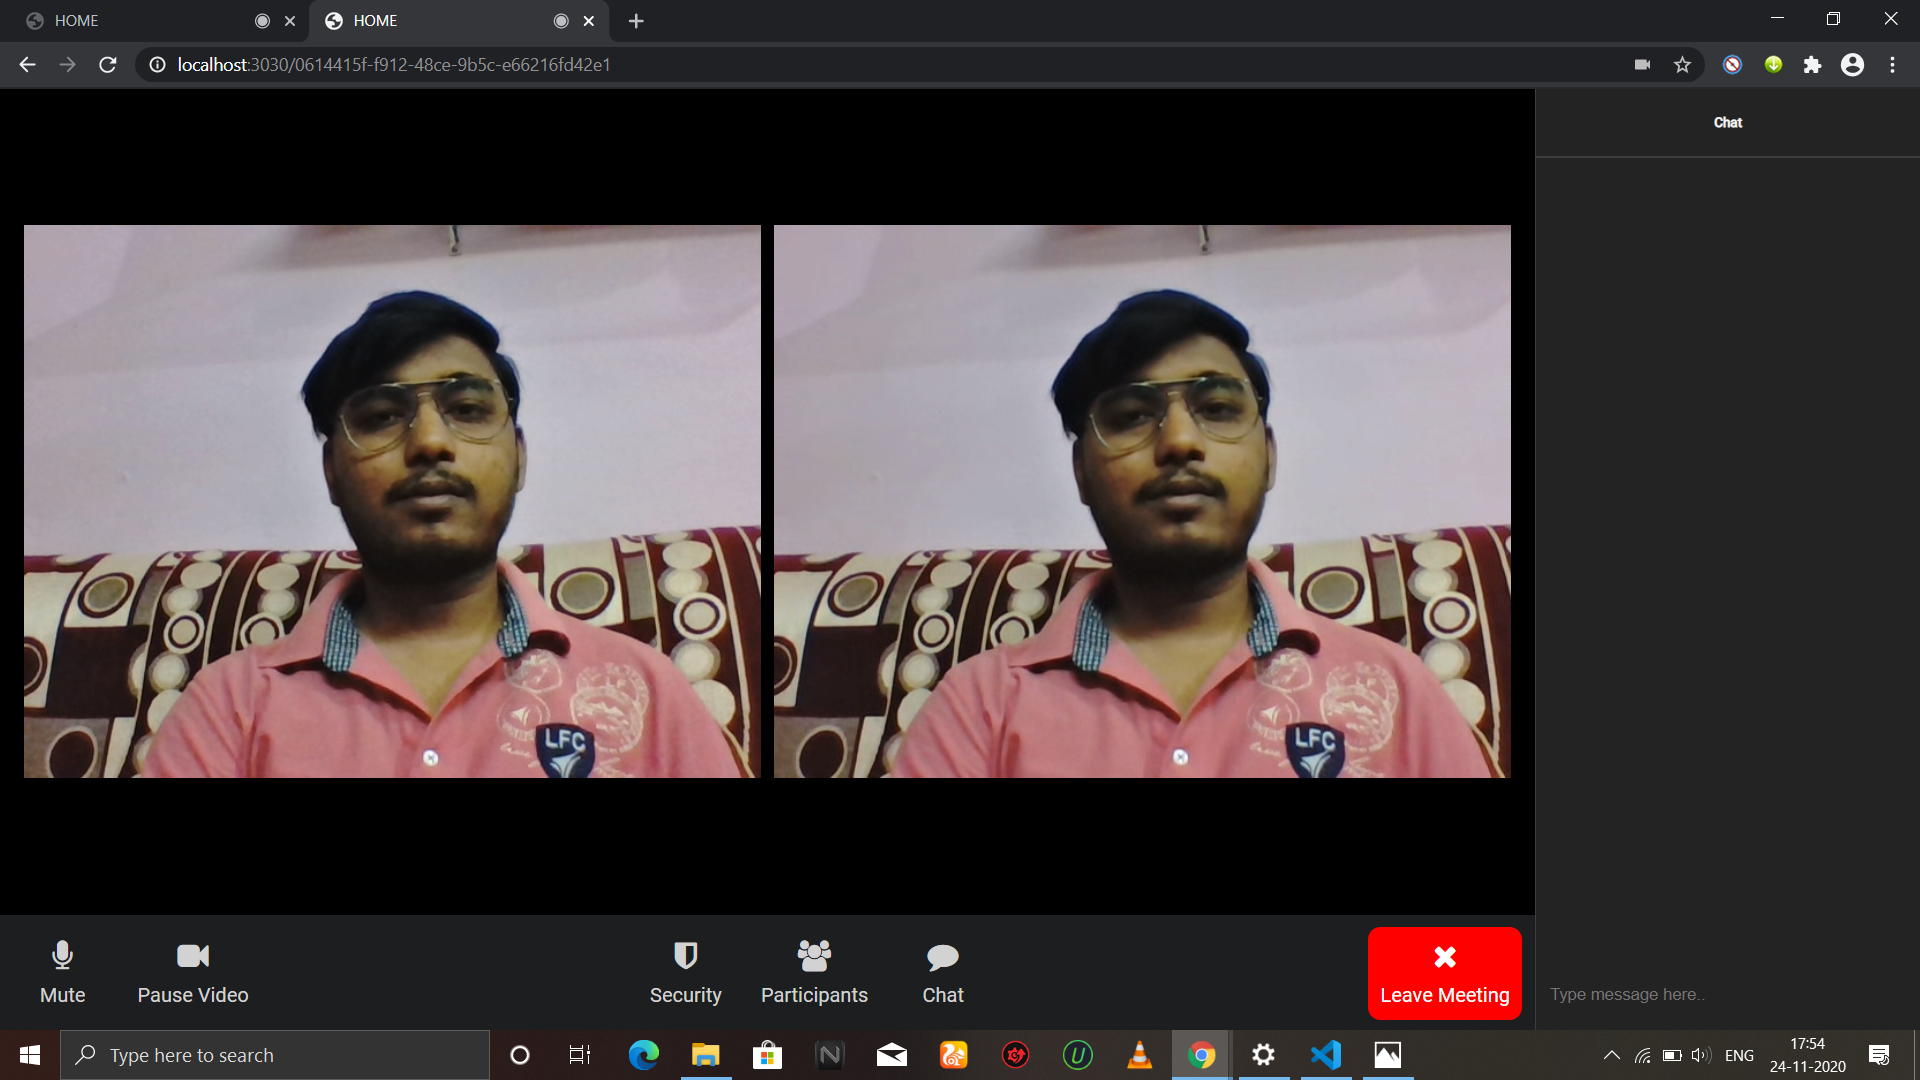 HOME
HOME
localhost:3030/0614415f-f912-48ce-9b5c-e66216fd42e1
Chat
LFC
LFC
Mute
Pause Video
Security
Participants
Chat
Leave Meeting
Type message here..
Type here to search
N
U
ENG
17:54
24-11-2020